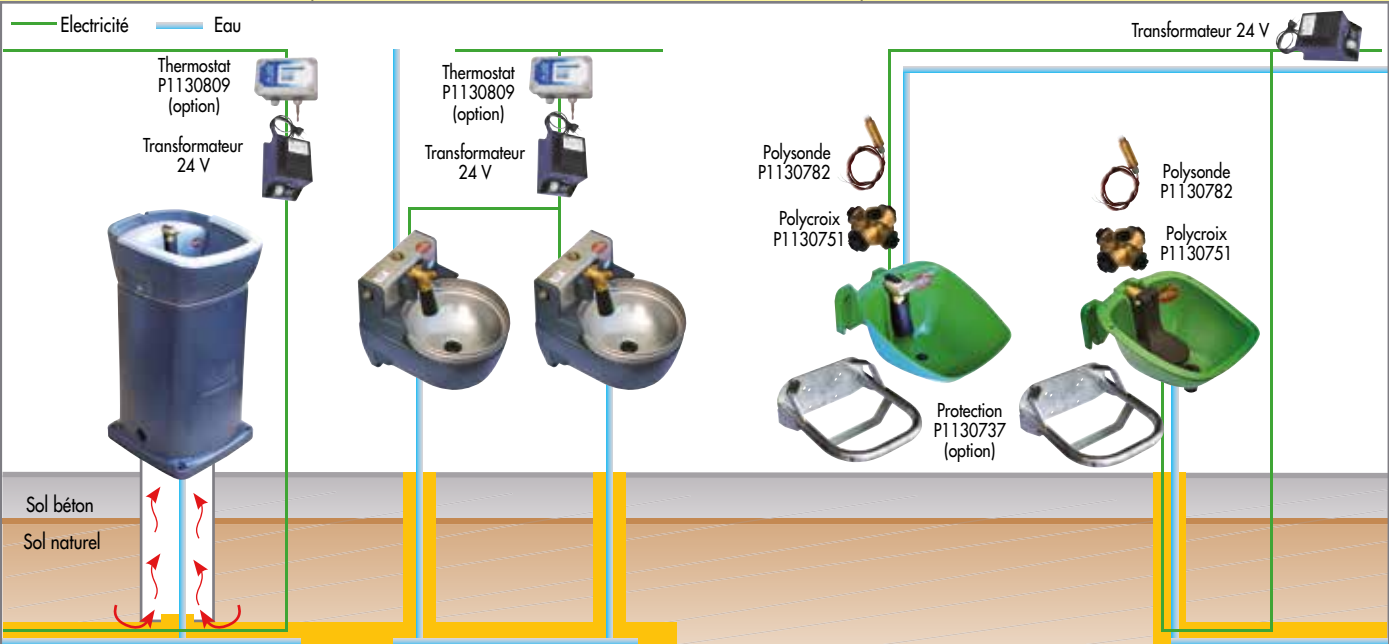 Electricité
Eau
Thermostat
P1130809
(option)
Transformateur
24 V
Thermostat
P1130809
(option)
Transformateur
24 V
Transformateur 24 V
Polysonde
P1130782
Polycroix
P1130751
Polysonde
P1130782
Polycroix
P1130751
Protection
P1130737
(option)
Sol béton
Sol naturel